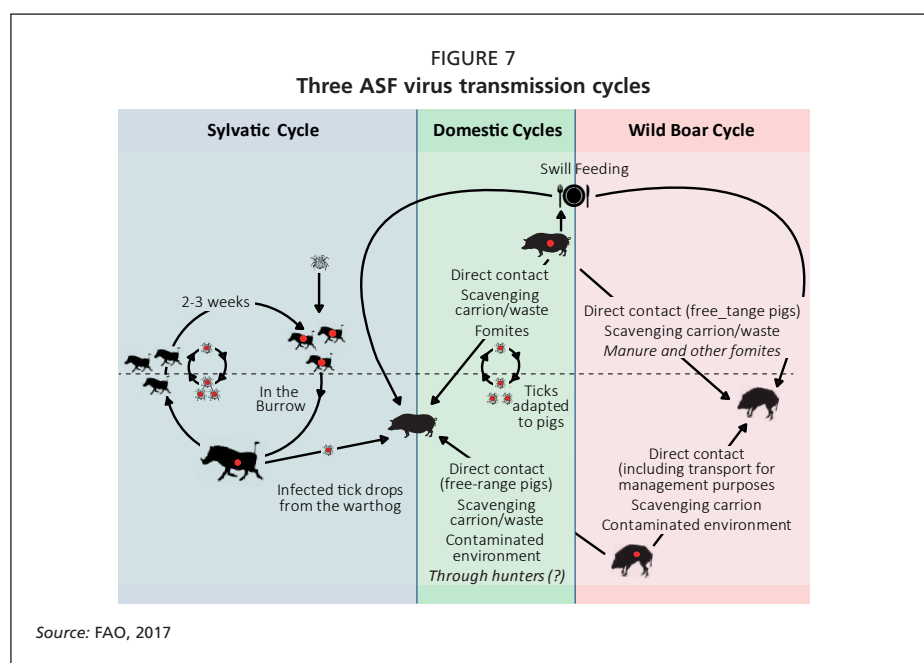 FIGURE 7
Three ASF virus transmission cycles
Sylvatic Cycle
Domestic Cycles
Wild Boar Cycle
Swill Feeding
2-3 weeks
In the
Burrow
Infected tick drops
from the warthog
Direct contact
Scavenging
carrion/waste
Fomites
Ticks
adapted
to pigs
Direct contact
(free-range pigs)
Scavenging
carrion/waste
Contaminated
environment
Through hunters (?)
Direct contact (free_tange pigs)
Scavenging carrion/waste
Manure and other fomites
Direct contact
(including transport for
management purposes
Scavenging carrion
Contaminated environment
Source: FAO, 2017